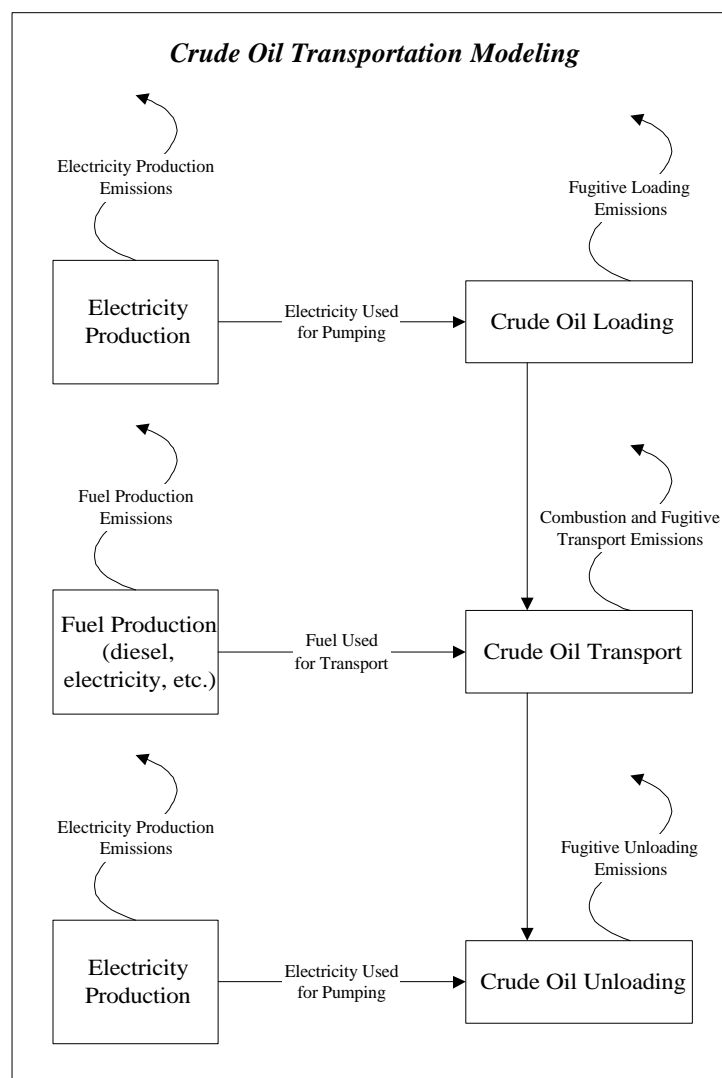 Crude Oil Transportation Modeling
Electricity Production
Emissions
Fugitive Loading
Emissions
Electricity
Production
Electricity Used
for Pumping
Crude Oil Loading
Fuel Production
Emissions
Combustion and Fugitive
Transport Emissions
Fuel Production
(diesel,
electricity, etc.)
Fuel Used
for Transport
Crude Oil Transport
Electricity Production
Emissions
Fugitive Unloading
Emissions
Electricity
Production
Electricity Used
for Pumping
Crude Oil Unloading